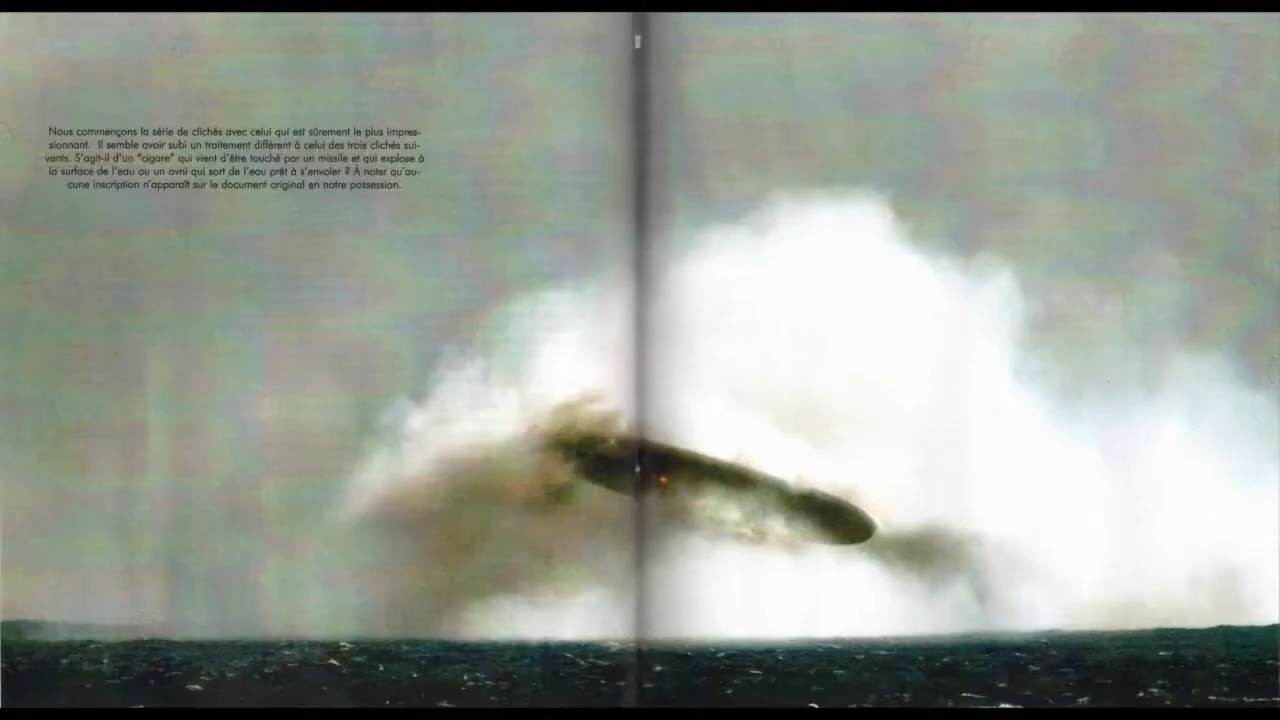 Nous commençons la série de clichés avec celui qui est sûrement le plus impres-
sionnant. Il semble avoir subi un traitement différent à celui des trois clichés sui-
vants. S'agit-il d'un "cigare" qui vient d'être touché par un missile et qui explose à
la surface de l'eau ou un ovni qui sort de l'eau prêt à s'envoler ? À noter qu'au-
cune inscription n'apparaît sur le document original en notre possession.